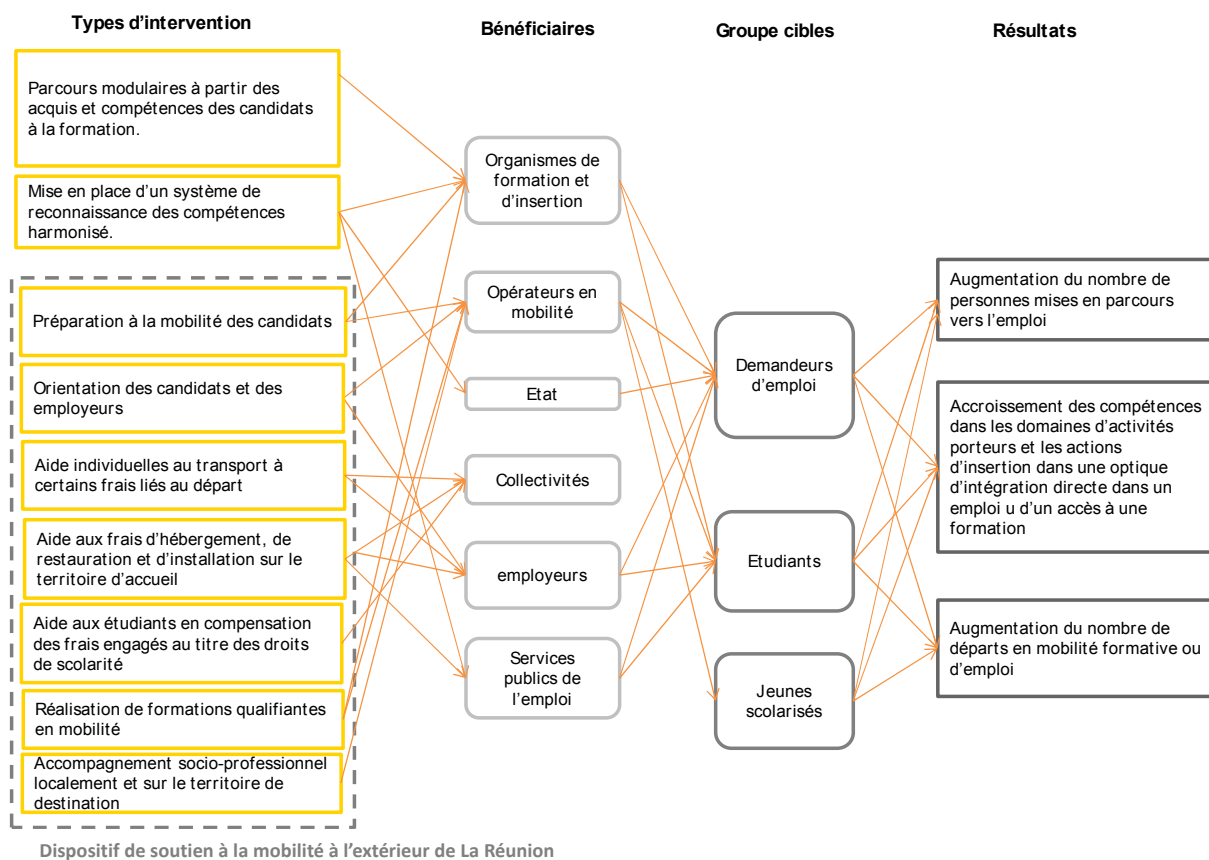 Types d'intervention
Bénéficiaires
Groupe cibles
Résultats
Parcours modulaires à partir des
acquis et compétences des candidats
à la formation.
Mise en place d'un système de
reconnaissance des compétences
harmonisé.
Préparation à la mobilité des candidats
Orientation des candidats et des
employeurs
Aide individuelles au transport à
certains frais liés au départ
Aide aux frais d'hébergement, de
restauration et d'installation sur le
territoire d'accueil
Aide aux étudiants en compensation
des frais engagés au titre des droits
de scolarité
Réalisation de formations qualifiantes
en mobilité
Accompagnement socio-professionnel
localement et sur le territoire de
destination
Organismes de
formation et
d'insertion
Opérateurs en
mobilité
Etat
Collectivités
employeurs
Services
publics de
l'emploi
Demandeurs
d'emploi
Etudiants
Jeunes
scolarisés
Augmentation du nombre de
personnes mises en parcours
vers l'emploi
Accroissement des compétences
dans les domaines d'activités
porteurs et les actions
d'insertion dans une optique
d'intégration directe dans un
emploi u d'un accès à une
formation
Augmentation du nombre de
départs en mobilité formative ou
d'emploi
Dispositif de soutien à la mobilité à l'extérieur de La Réunion